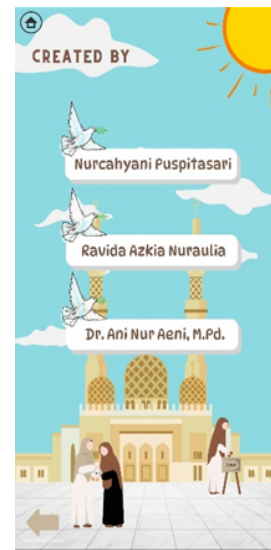 CREATED BY
Nurcahyani Puspitasari
Ravida Azkia Nuraulia
Dr. Ani Nur Aeni, M.Pd.